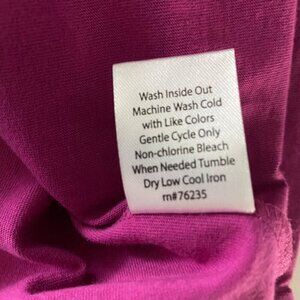 Wash Inside Out
Machine Wash Cold
with Like Colors
Gentle Cycle Only
Non-chlorine Bleach
When Needed Tumble
Dry Low Cool Iron
rn#76235